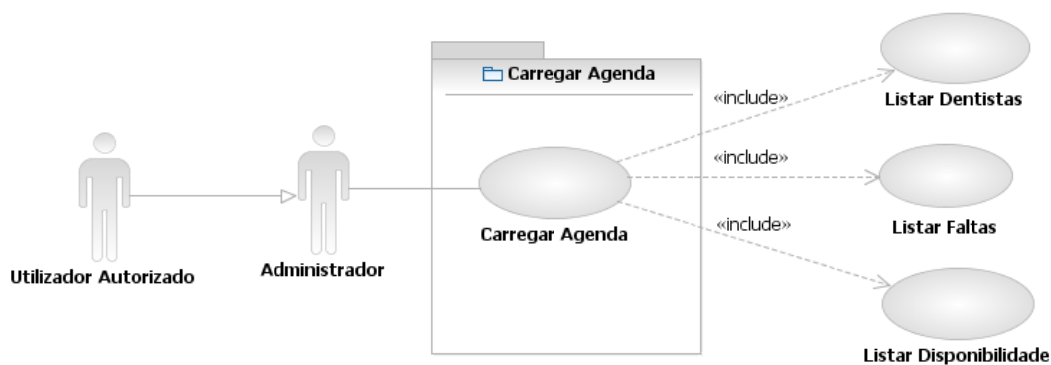 Carregar Agenda
«include»
Listar Dentistas
«include»
Carregar Agenda
Listar Faltas
«include»
Utilizador Autorizado
Administrador
Listar Disponibilidade